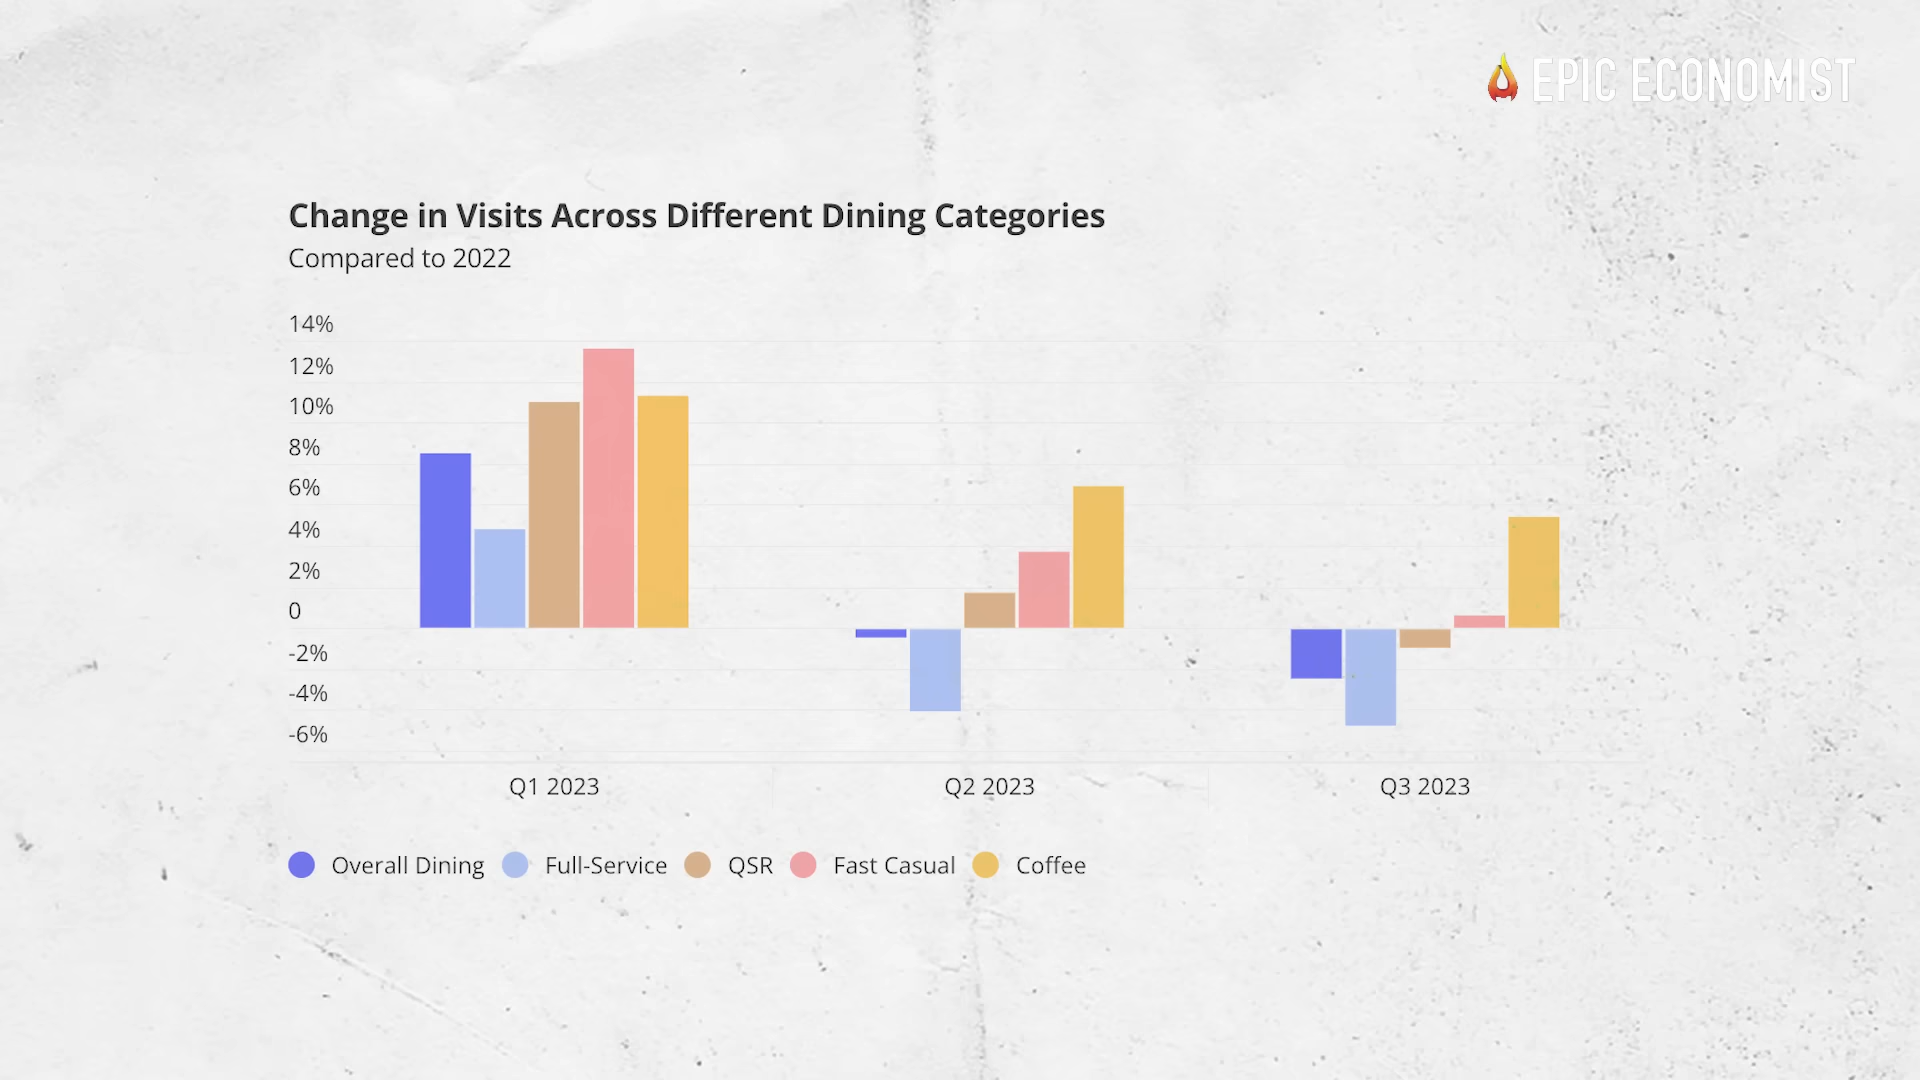 EPIC ECONOMIST
Change in Visits Across Different Dining Categories
Compared to 2022
14%
12%
10%
8%
6%
4%
2%
0
-2%
-4%
-6%
Q1 2023 Q2 2023 Q3 2023
Overall Dining Full-Service QSR Fast Casual Coffee